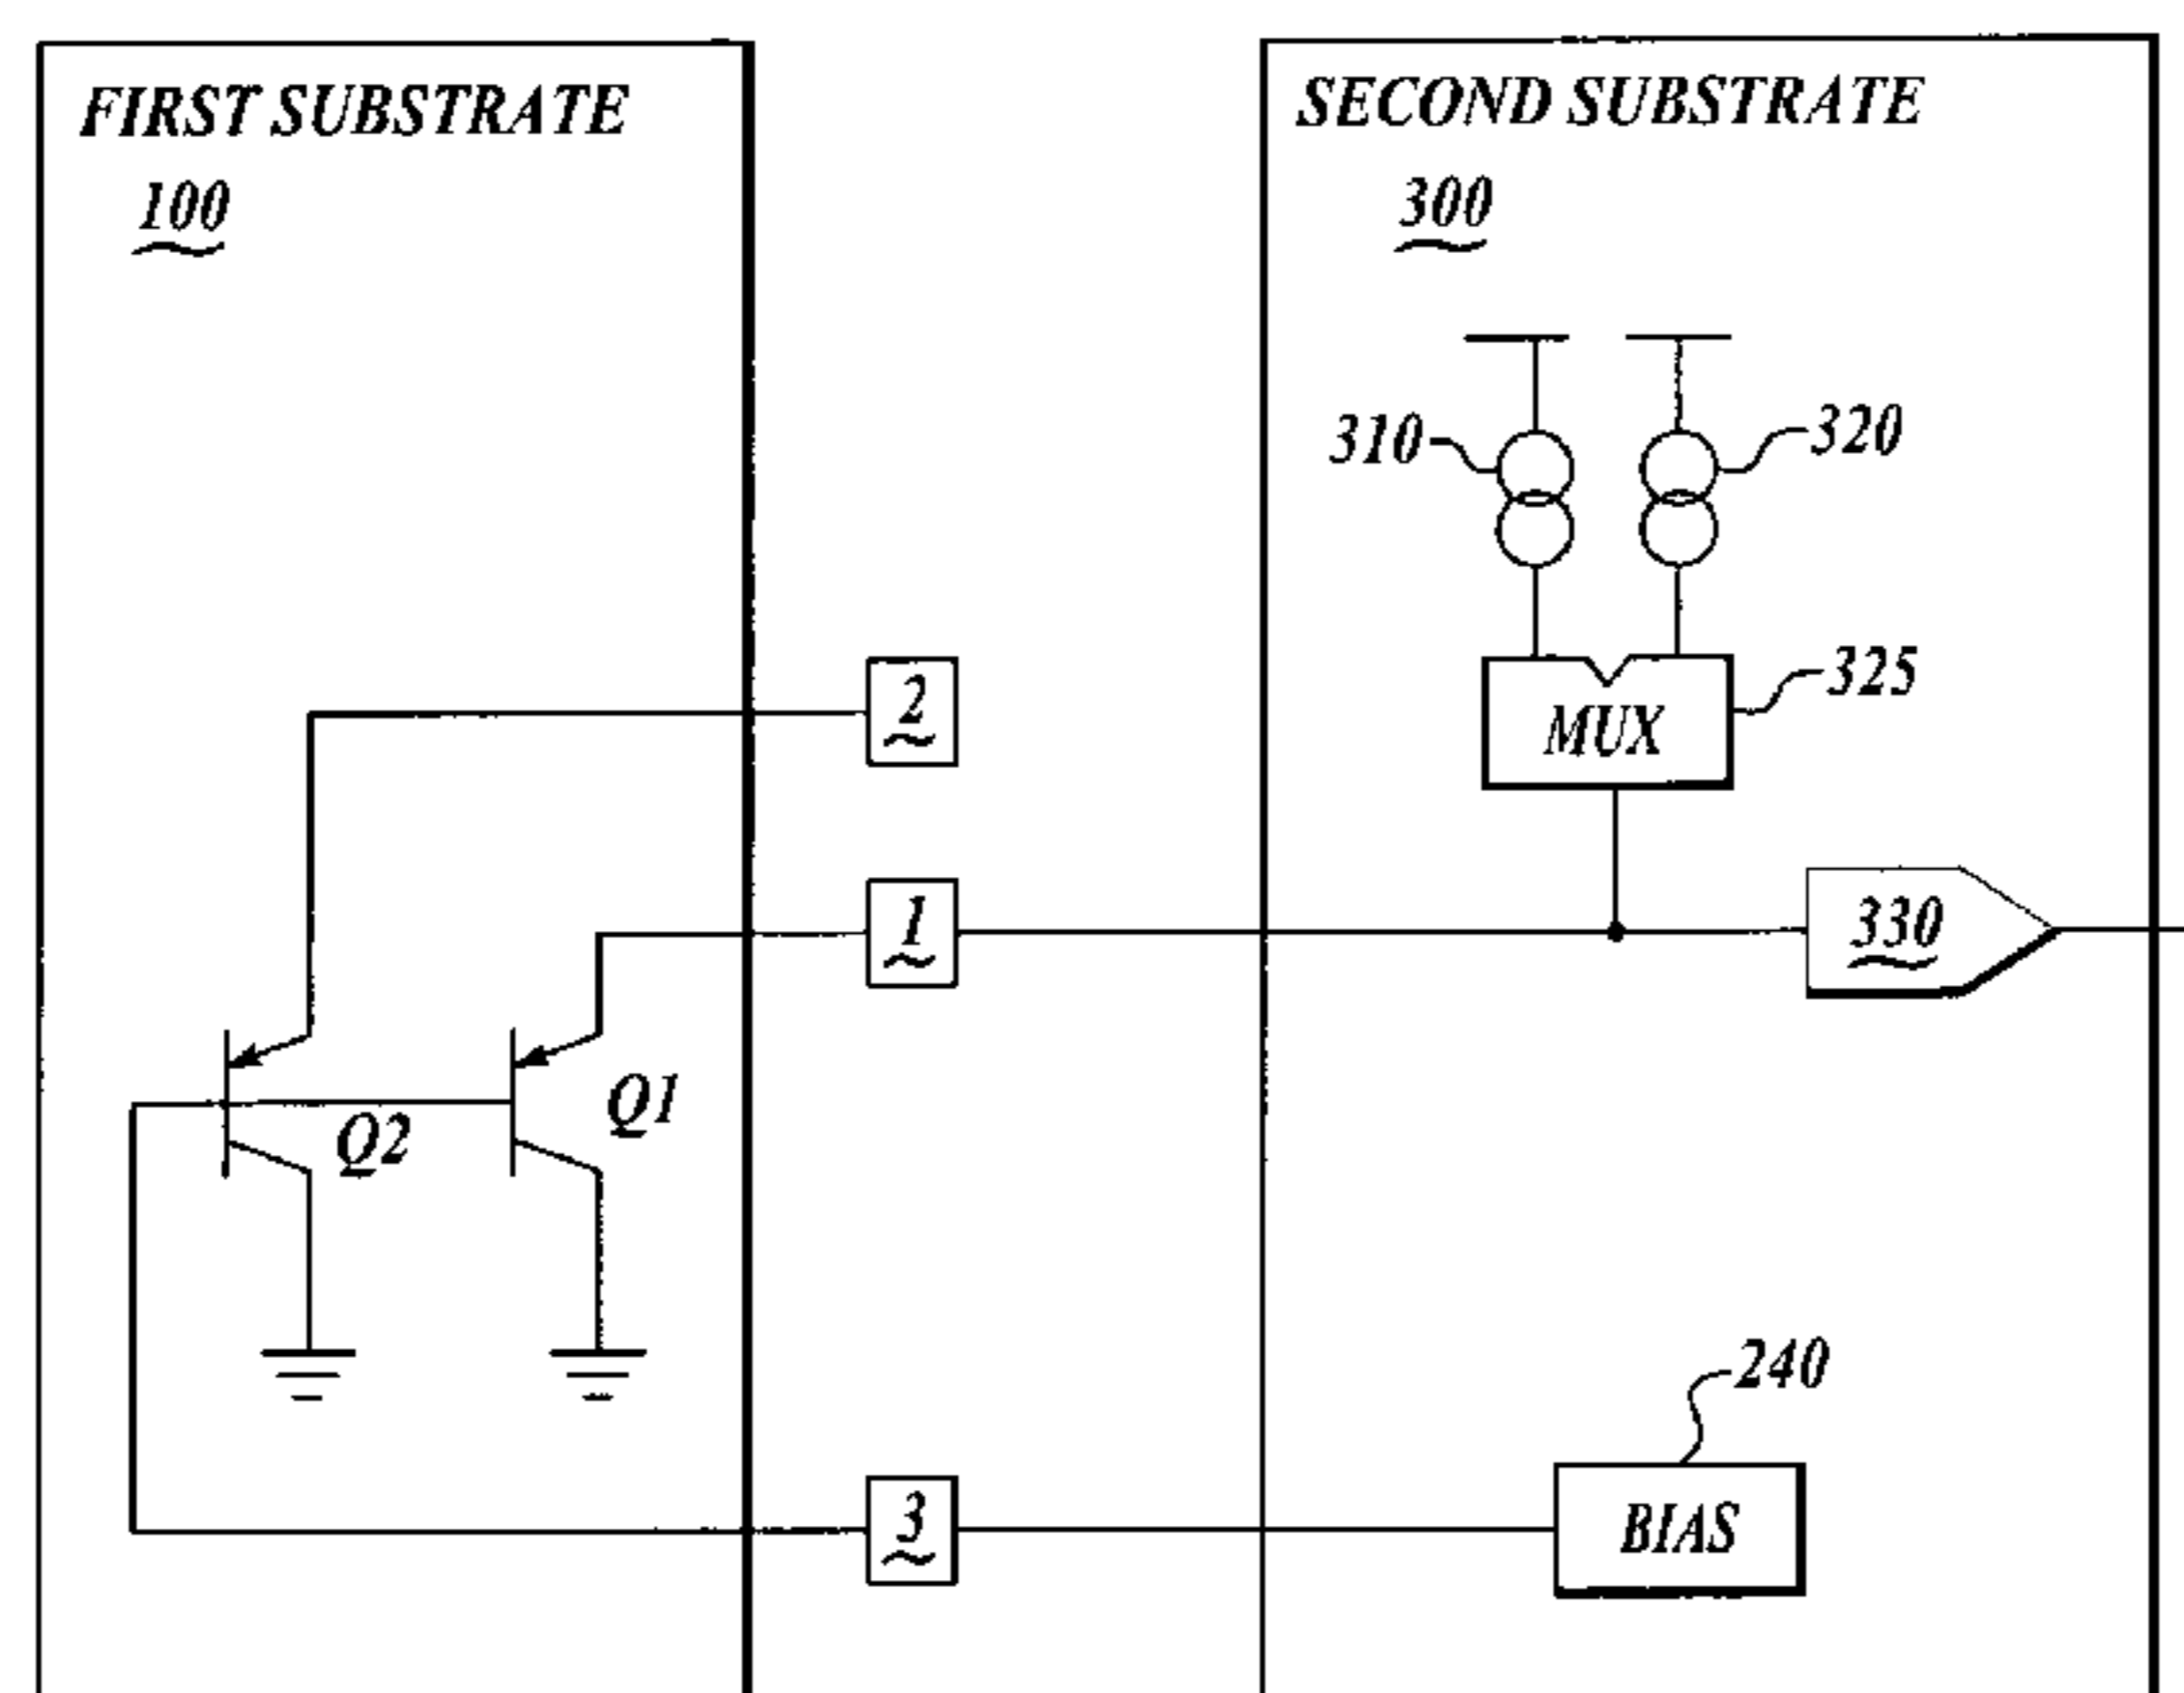 FIRST SUBSTRATE
100
SECOND SUBSTRATE
300
310
320
325
MUX
2
1
330
Q1
Q2
240
3
BIAS